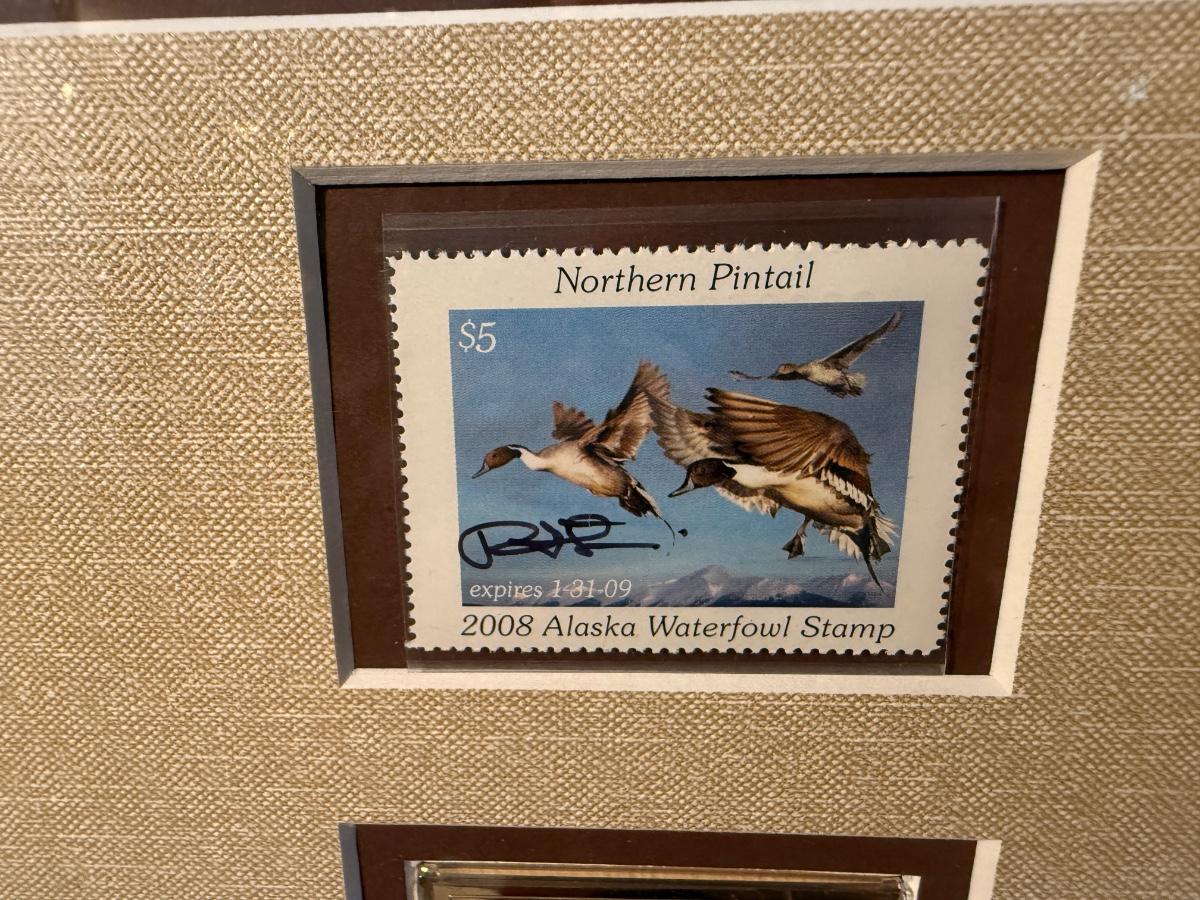 Northern Pintail
$5
expires 1-31-09
2008 Alaska Waterfowl Stamp